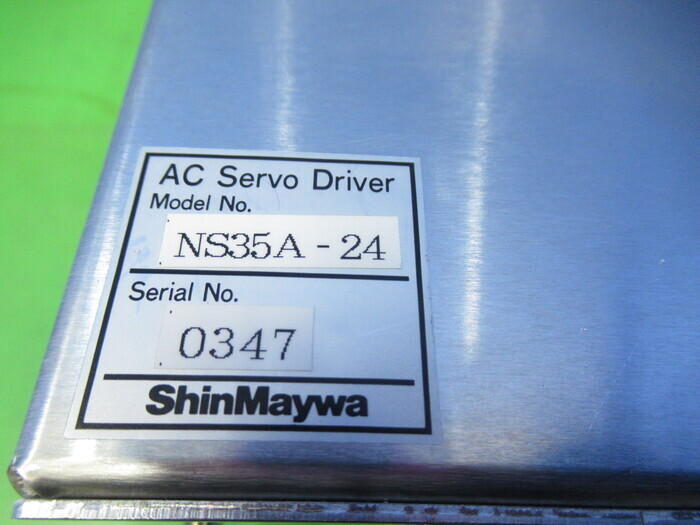 AC Servo Driver
Model No.
NS35A - 24
Serial No.
0347
ShinMaywa